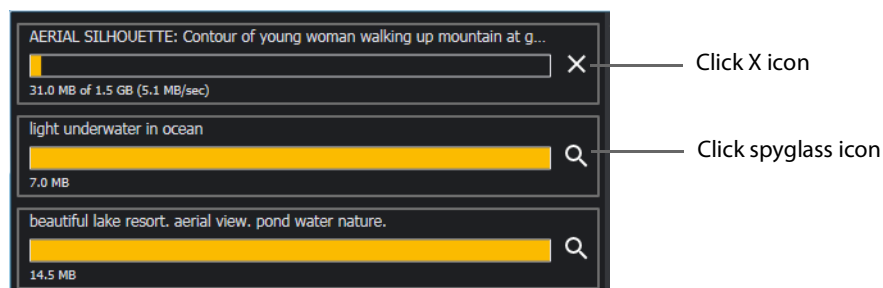 AERIAL SILHOUETTE: Contour of young woman walking up mountain at g...
31.0 MB of 1.5 GB (5.1 MB/sec)
Click X icon
light underwater in ocean
7.0 MB
Click spyglass icon
beautiful lake resort. aerial view. pond water nature.
14.5 MB